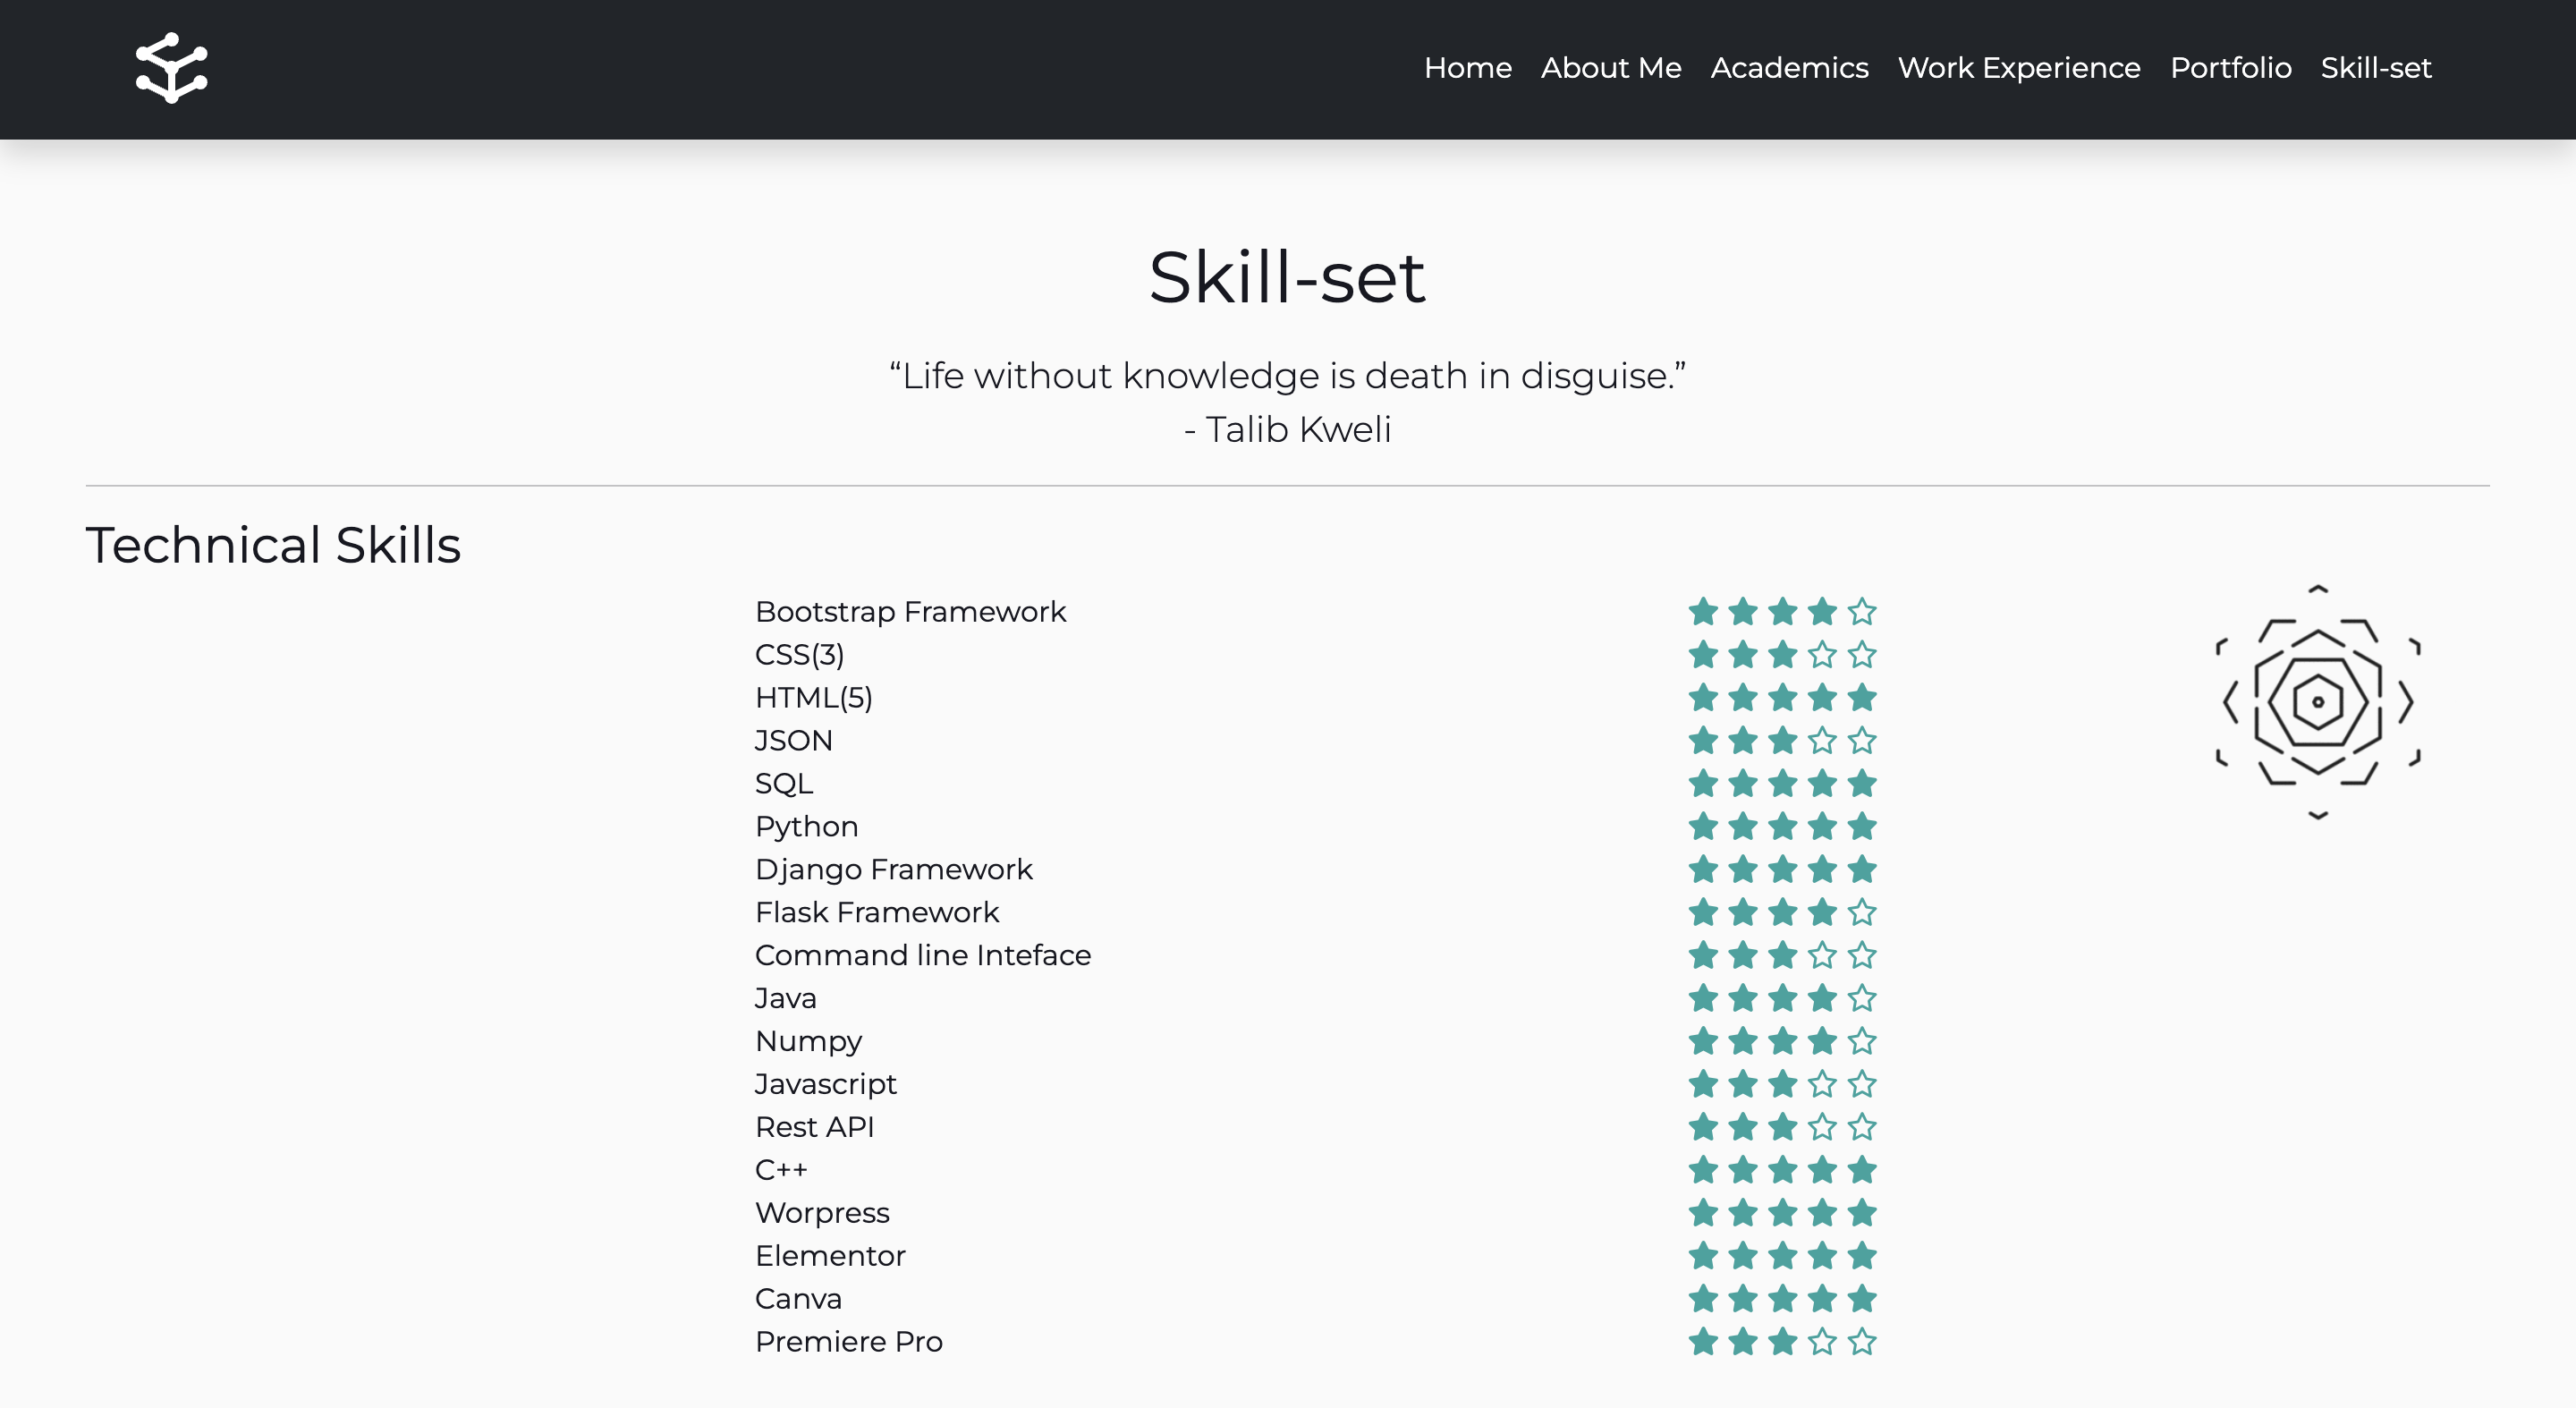 Home About Me Academics Work Experience Portfolio Skill-set
Skill-set
“Life without knowledge is death in disguise.”
- Talib Kweli
Technical Skills
Bootstrap Framework
CSS(3)
HTML(5)
JSON
SQL
Python
Django Framework
Flask Framework
Command line Inteface
Java
Numpy
Javascript
Rest API
C++
Worpress
Elementor
Canva
Premiere Pro